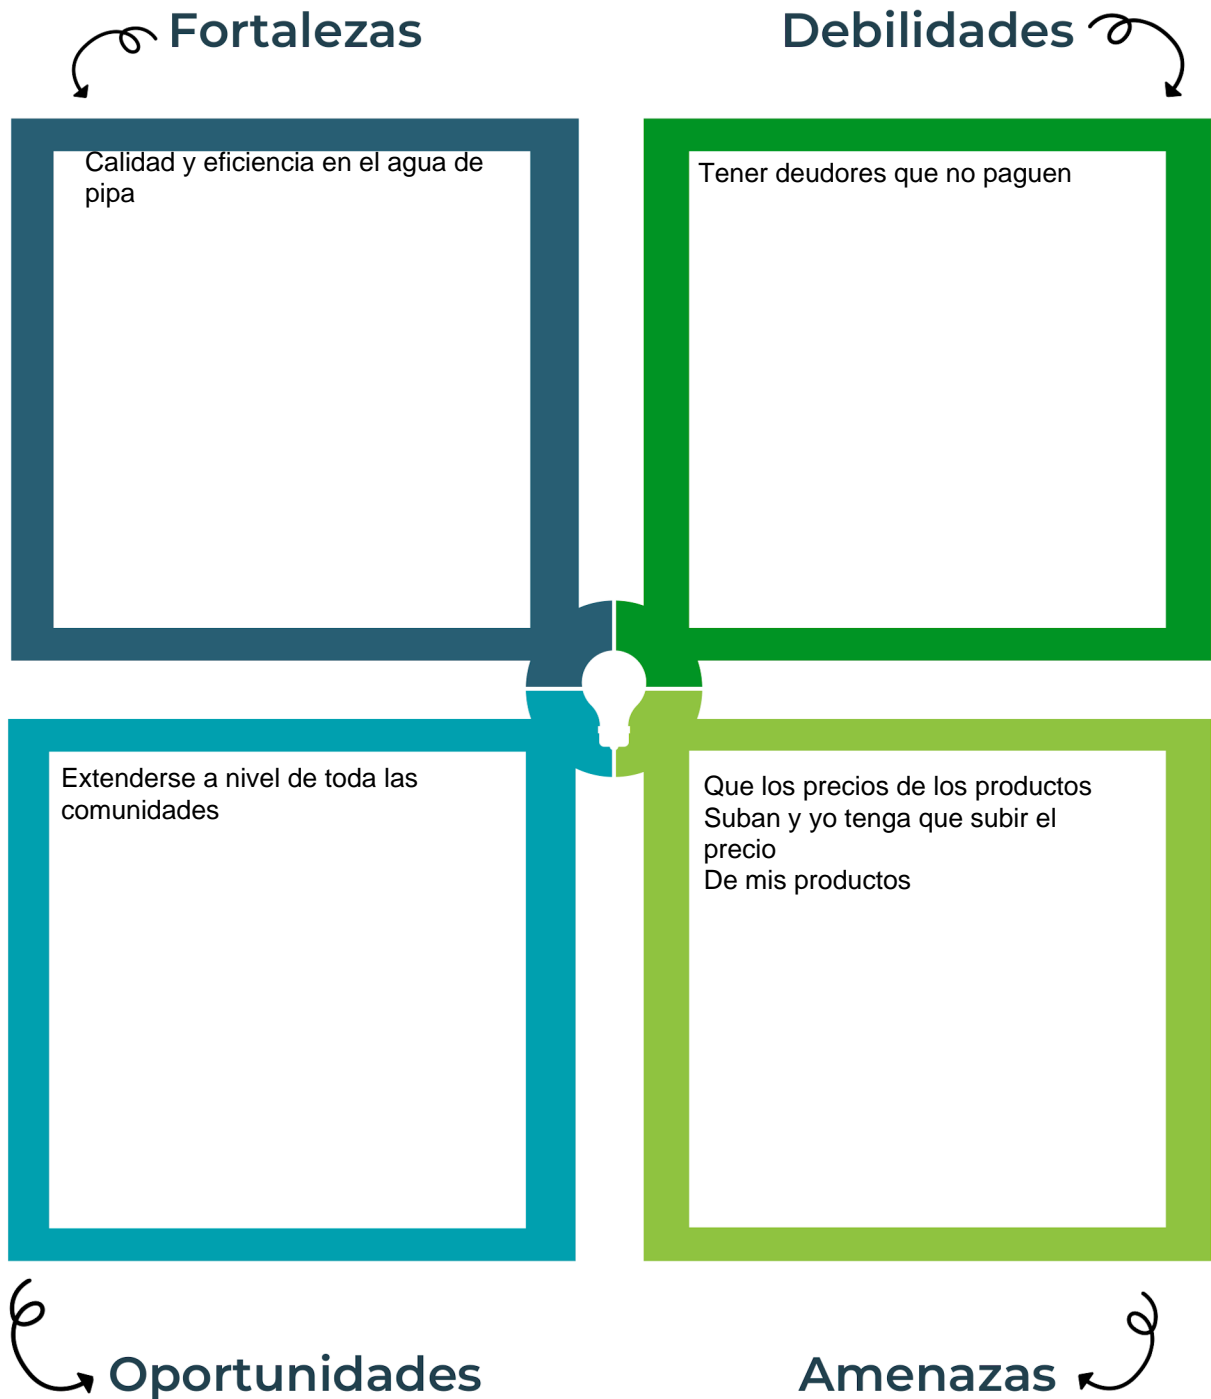 Fortalezas
Debilidades
Calidad y eficiencia en el agua de
pipa
Tener deudores que no paguen
Extenderse a nivel de toda las
comunidades
Que los precios de los productos
Suban y yo tenga que subir el
precio
De mis productos
Oportunidades
Amenazas